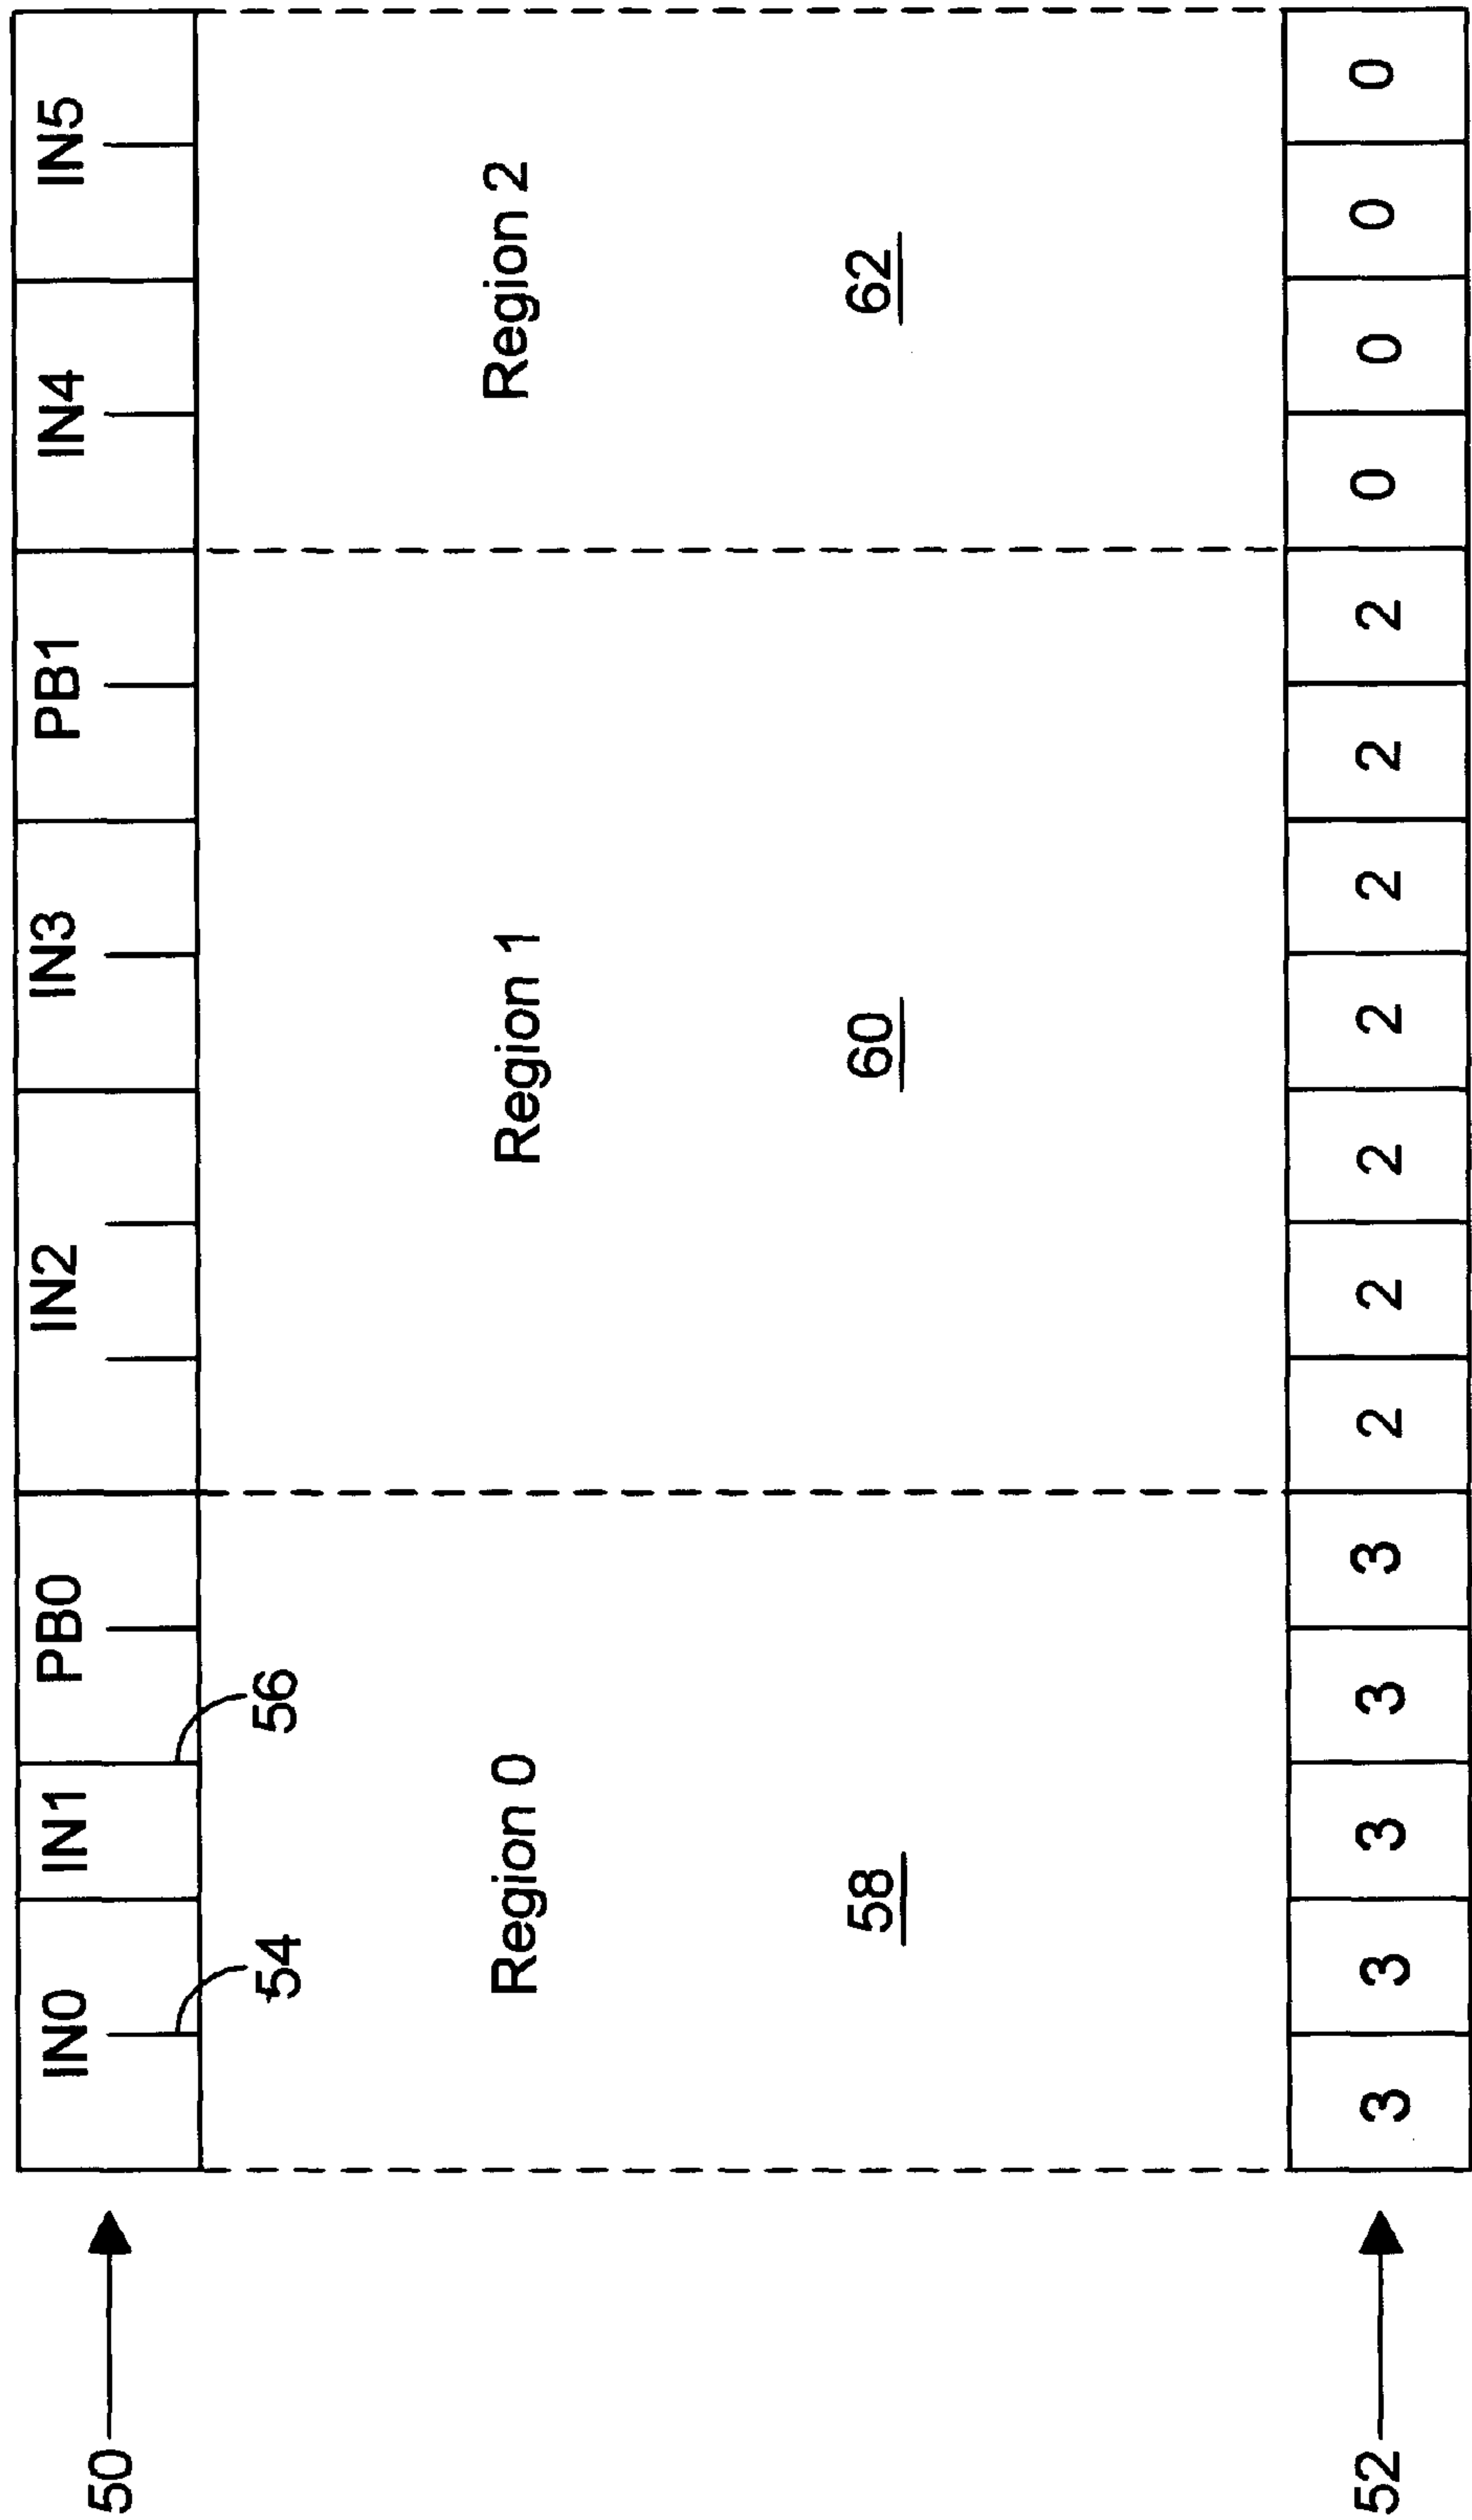 50 IN0 IN1 PB0 IN2 IN3 PB1 IN4 IN5
54 56
Region 0 Region 1 Region 2
58 60 62
52 3 3 3 3 3 2 2 2 2 2 2 2 0 0 0 0